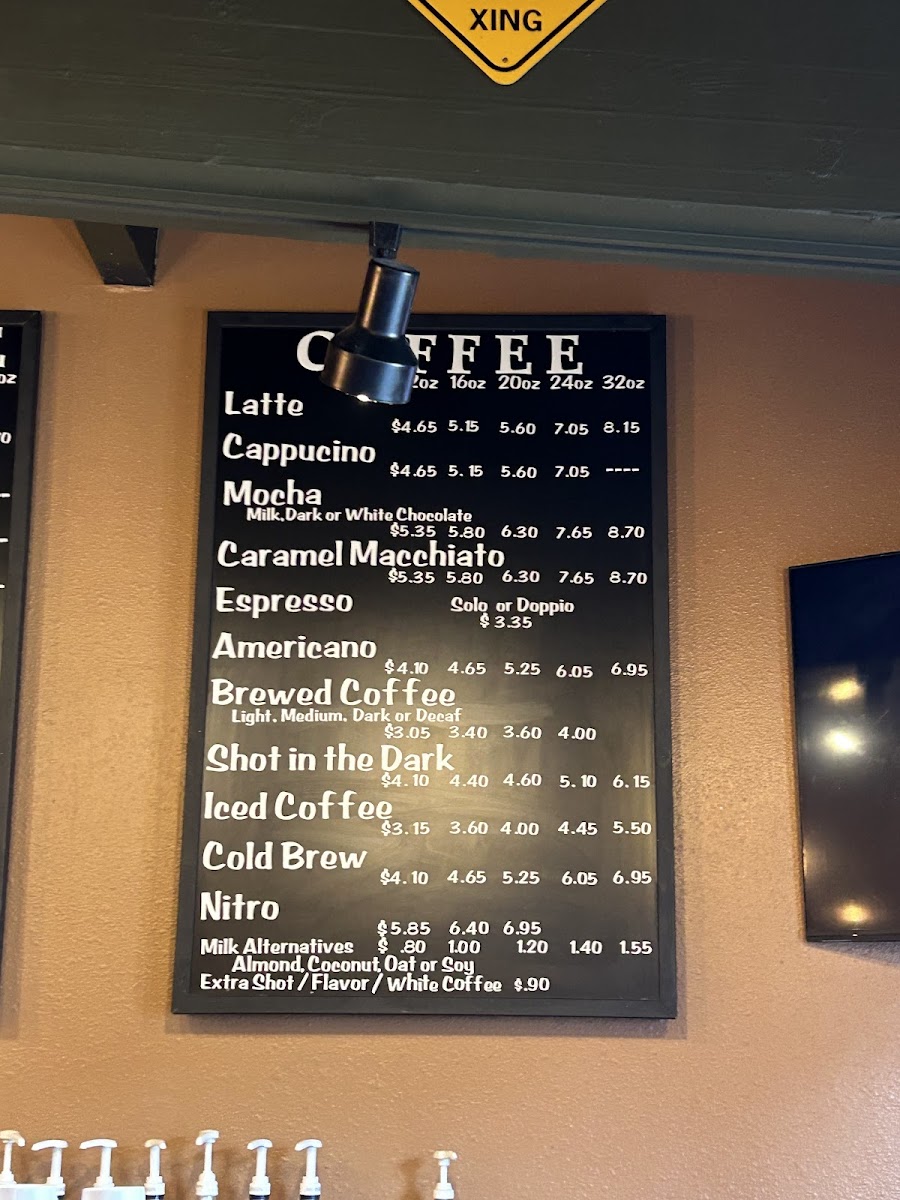 XING
COFFEE
2oz 16oz 20oz 24oz 32oz
Latte
$4.65 5.15 5.60 7.05 8.15
Cappucino
$4.65 5.15 5.60 7.05 ----
Mocha
Milk, Dark or White Chocolate
$5.35 5.80 6.30 7.65 8.70
Caramel Macchiato
$5.35 5.80 6.30 7.65 8.70
Espresso Solo or Doppio
$3.35
Americano
$4.10 4.65 5.25 6.05 6.95
Brewed Coffee
Light, Medium, Dark or Decaf
$3.05 3.40 3.60 4.00
Shot in the Dark
$4.10 4.40 4.60 5.10 6.15
Iced Coffee
$3.15 3.60 4.00 4.45 5.50
Cold Brew
$4.10 4.65 5.25 6.05 6.95
Nitro
$5.85 6.40 6.95
Milk Alternatives $ .80 1.00 1.20 1.40 1.55
Almond, Coconut, Oat or Soy
Extra Shot / Flavor / White Coffee $.90